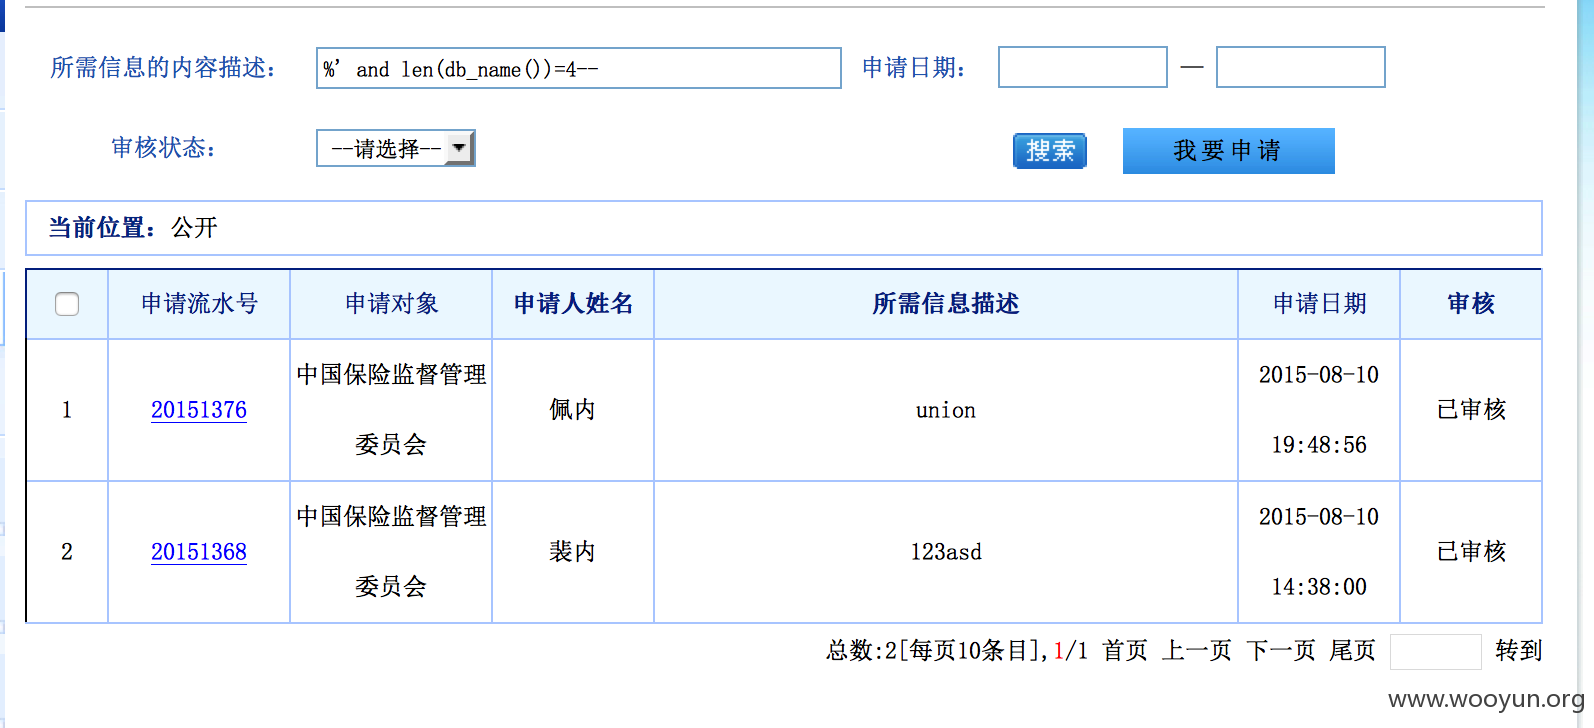 所需信息的内容描述： %' and len(db_name())=4-- 申请日期： —
审核状态： --请选择-- 搜索 我要申请
当前位置：公开
申请流水号 申请对象 申请人姓名 所需信息描述 申请日期 审核
1 20151376 中国保险监督管理委员会 佩内 union 2015-08-10 19:48:56 已审核
2 20151368 中国保险监督管理委员会 裴内 123asd 2015-08-10 14:38:00 已审核
总数:2[每页10条目],1/1 首页 上一页 下一页 尾页 转到
www.wooyun.org